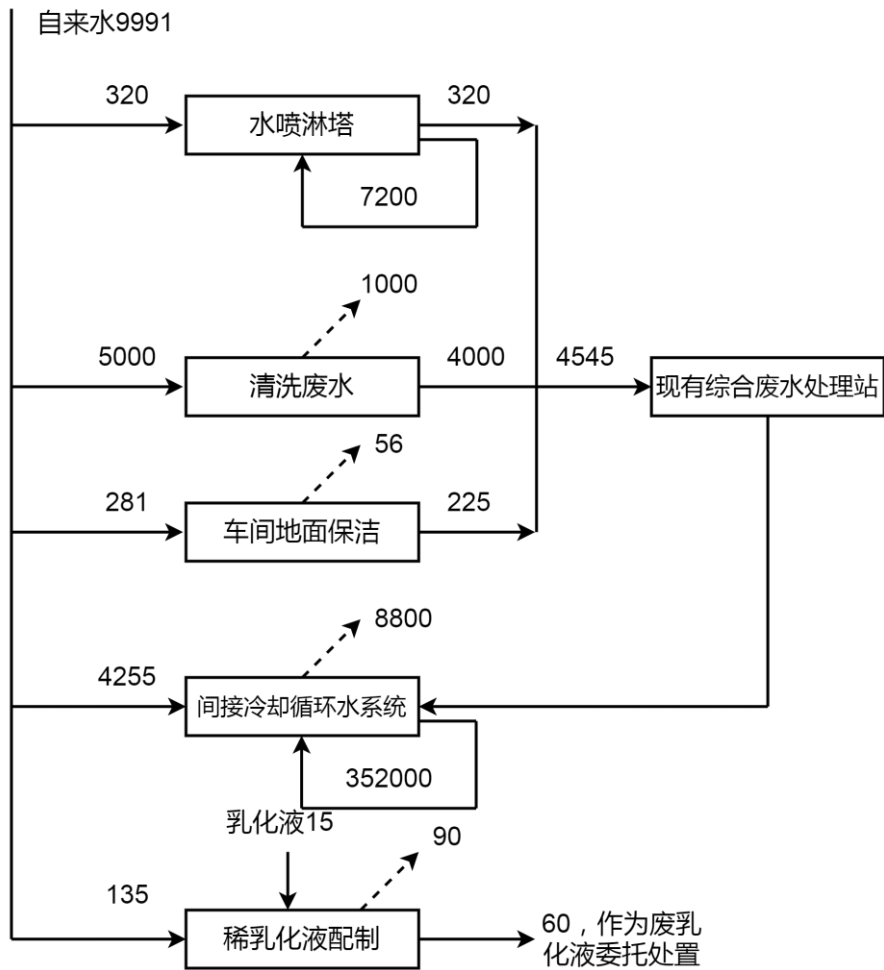 自来水9991
320
水喷淋塔
320
7200
1000
5000
清洗废水
4000
4545
现有综合废水处理站
56
281
车间地面保洁
225
8800
4255
间接冷却循环水系统
352000
乳化液15
90
135
稀乳化液配制
60，作为废乳
化液委托处置